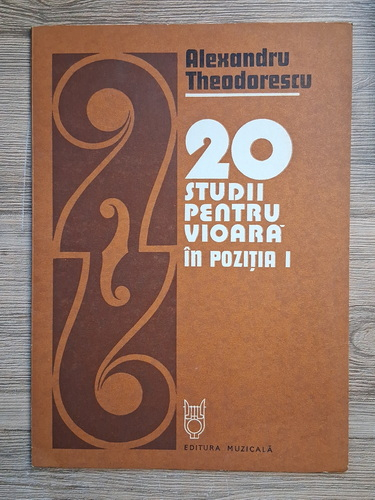 Alexandru
Theodorescu
20
STUDII
PENTRU
VIOARĂ
ÎN POZIȚIA I
EDITURA MUZICALĂ